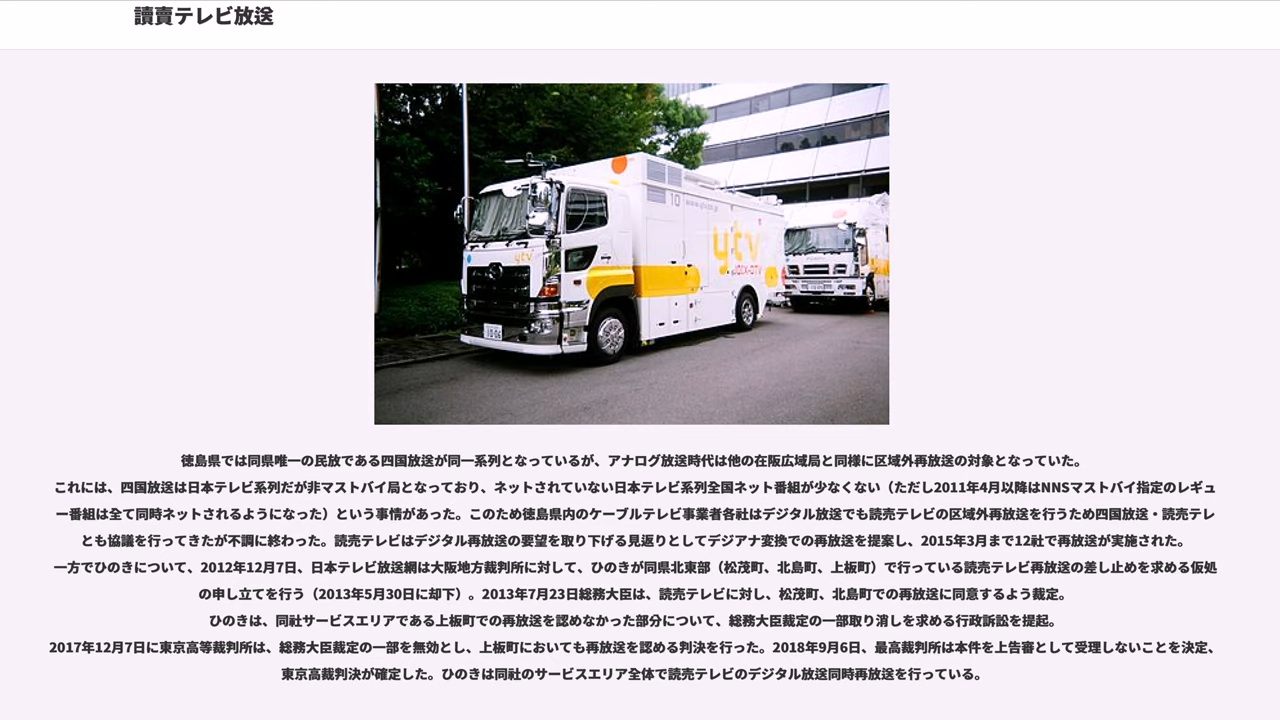 讀賣テレビ放送
10
ytv
ytv
JOIX-DTV
徳島県では同県唯一の民放である四国放送が同一系列となっているが、アナログ放送時代は他の在阪広域局と同様に区域外再放送の対象となっていた。
これには、四国放送は日本テレビ系列だが非マストバイ局となっており、ネットされていない日本テレビ系列全国ネット番組が少なくない（ただし2011年4月以降はNNSマストバイ指定のレギュ
ー番組は全て同時ネットされるようになった）という事情があった。このため徳島県内のケーブルテレビ事業者各社はデジタル放送でも読売テレビの区域外再放送を行うため四国放送・読売テレ
とも協議を行ってきたが不調に終わった。読売テレビはデジタル再放送の要望を取り下げる見返りとしてデジアナ変換での再放送を提案し、2015年3月まで12社で再放送が実施された。
一方でひのきについて、2012年12月7日、日本テレビ放送網は大阪地方裁判所に対して、ひのきが同県北東部（松茂町、北島町、上板町）で行っている読売テレビ再放送の差し止めを求める仮処
の申し立てを行う（2013年5月30日に却下）。2013年7月23日総務大臣は、読売テレビに対し、松茂町、北島町での再放送に同意するよう裁定。
ひのきは、同社サービスエリアである上板町での再放送を認めなかった部分について、総務大臣裁定の一部取り消しを求める行政訴訟を提起。
2017年12月7日に東京高等裁判所は、総務大臣裁定の一部を無効とし、上板町においても再放送を認める判決を行った。2018年9月6日、最高裁判所は本件を上告審として受理しないことを決定、
東京高裁判決が確定した。ひのきは同社のサービスエリア全体で読売テレビのデジタル放送同時再放送を行っている。